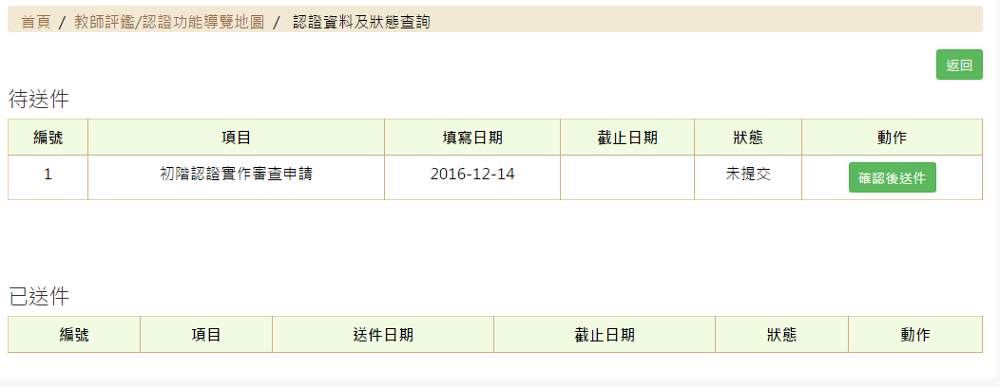 首頁 / 教師評鑑/認證功能導覽地圖 / 認證資料及狀態查詢
返回
待送件
編號 項目 填寫日期 截止日期 狀態 動作
1 初階認證實作審查申請 2016-12-14 未提交 確認後送件
已送件
編號 項目 送件日期 截止日期 狀態 動作